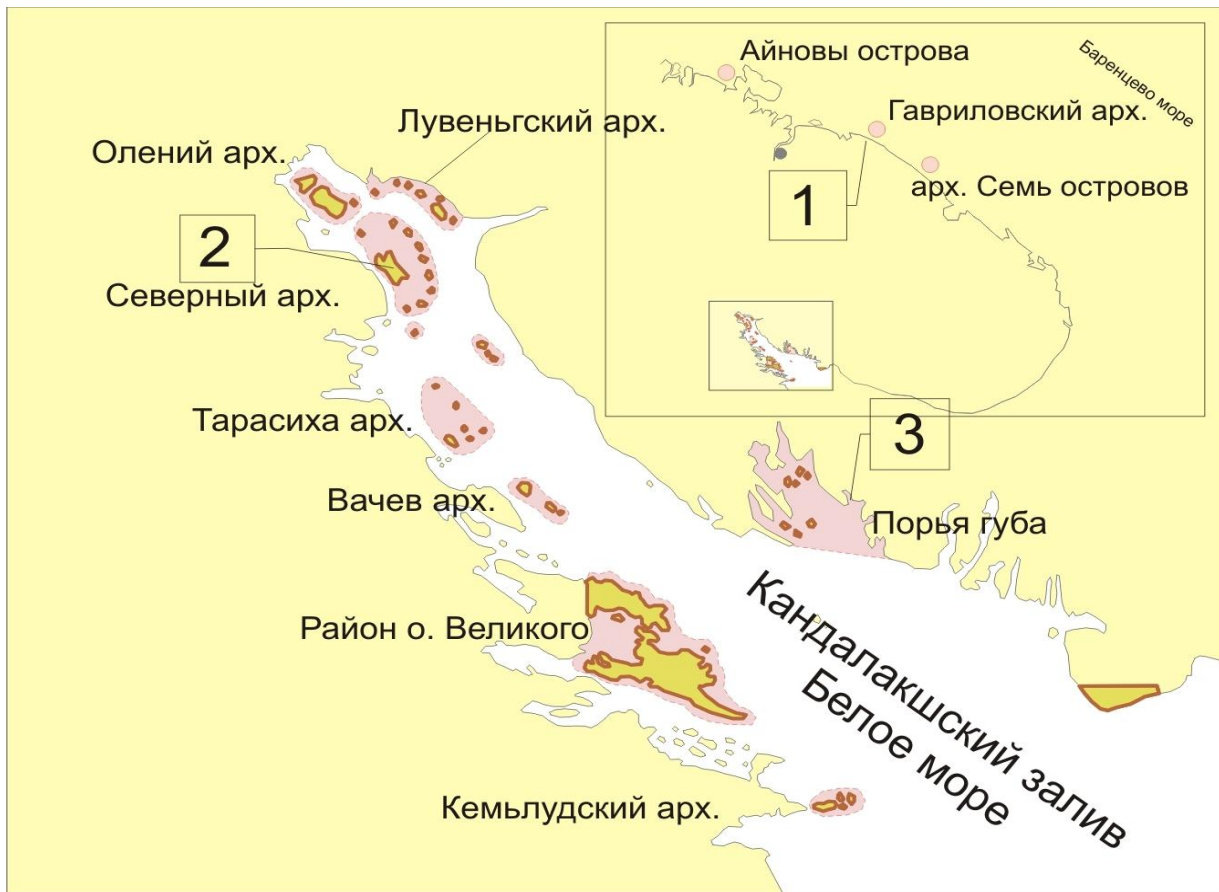 Айновы острова
Баренцево море
Гавриловский арх.
арх. Семь островов
1
Лувеньгский арх.
Олений арх.
2
Северный арх.
Тарасиха арх.
3
Вачев арх.
Порья губа
Район о. Великого
Кандалакшский залив
Белое море
Кемьлудский арх.